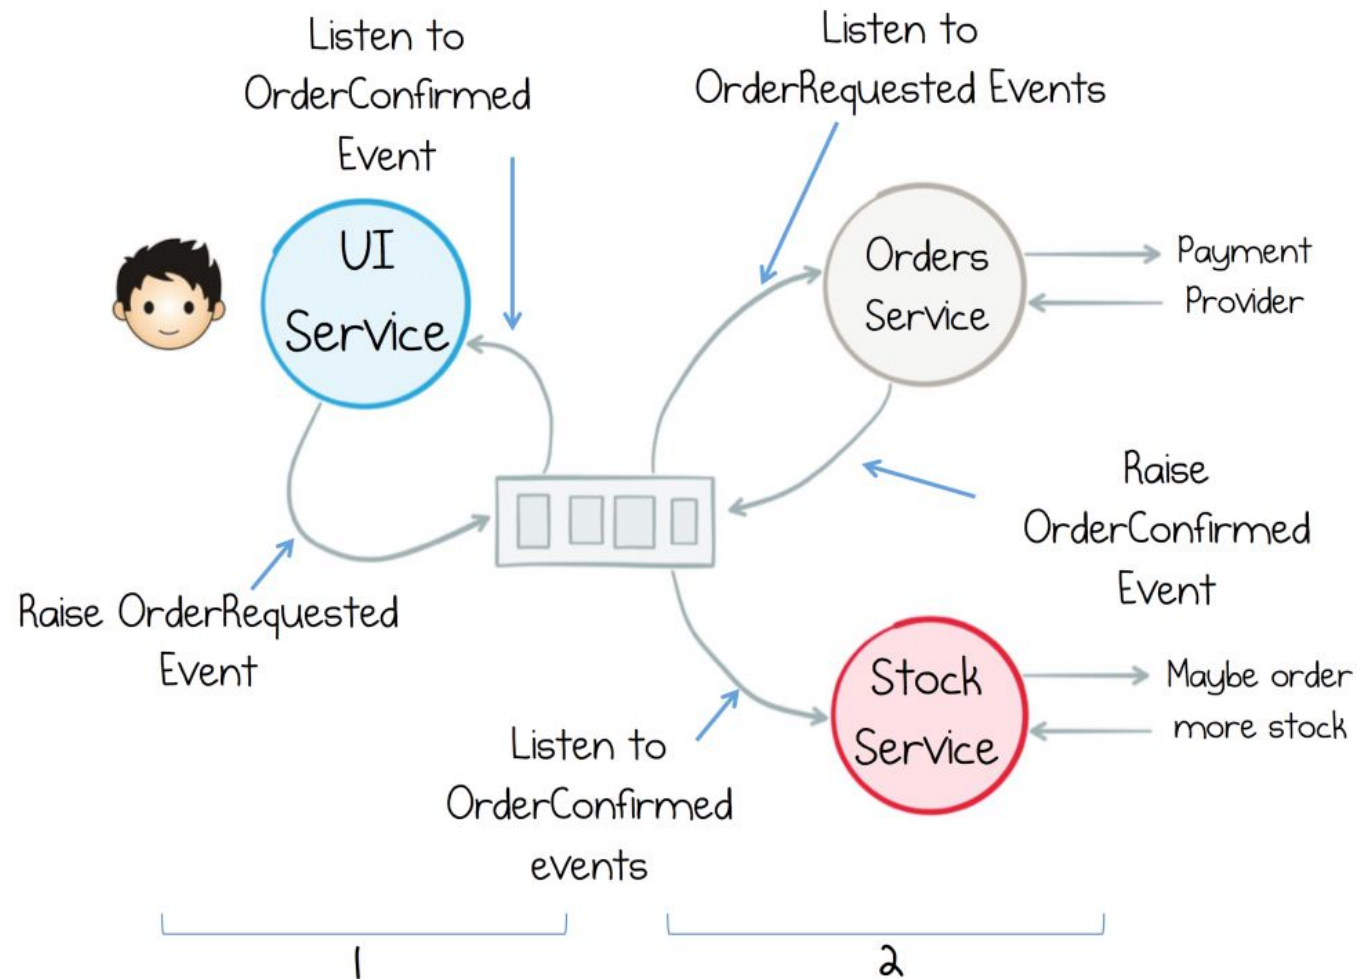 Listen to
OrderConfirmed
Event
Listen to
OrderRequested Events
UI
Service
Orders
Service
Payment
Provider
Raise
OrderConfirmed
Event
Raise OrderRequested
Event
Stock
Service
Maybe order
more stock
Listen to
OrderConfirmed
events
1
2